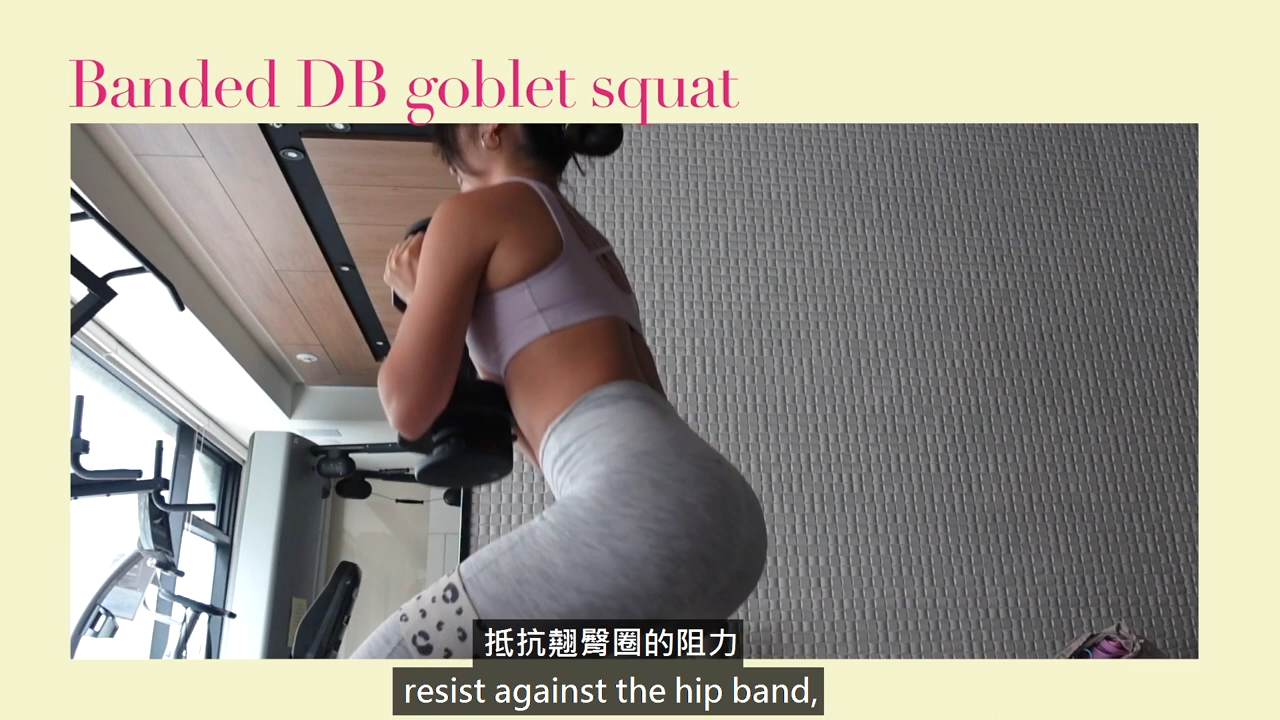 Banded DB goblet squat
抵抗翹臀圈的阻力
resist against the hip band,